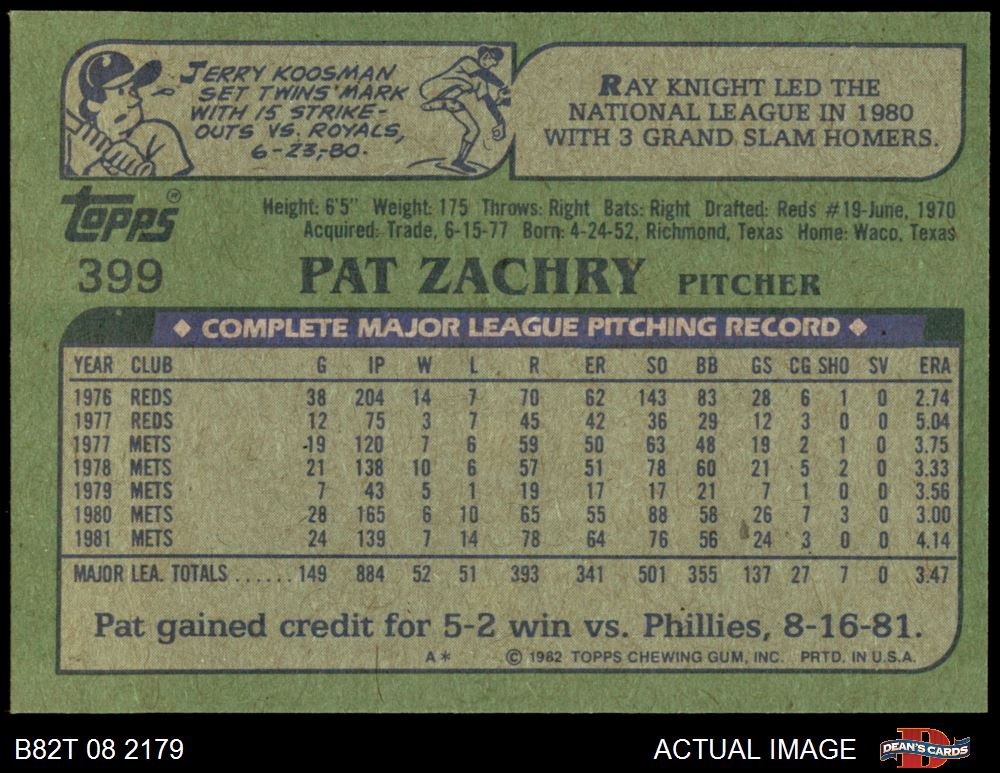 JERRY KOOSMAN
SET TWINS' MARK
WITH 15 STRIKE-
OUTS VS. ROYALS,
6-23-80.
RAY KNIGHT LED THE
NATIONAL LEAGUE IN 1980
WITH 3 GRAND SLAM HOMERS.
TOPPS®
Height: 6'5" Weight: 175 Throws: Right Bats: Right Drafted: Reds #19-June, 1970
Acquired: Trade, 6-15-77 Born: 4-24-52, Richmond, Texas Home: Waco, Texas
399 PAT ZACHRY PITCHER
◆ COMPLETE MAJOR LEAGUE PITCHING RECORD ◆
YEAR CLUB G IP W L R ER SO BB GS CG SHO SV ERA
1976 REDS 38 204 14 7 70 62 143 83 28 6 1 0 2.74
1977 REDS 12 75 3 7 45 42 36 29 12 3 0 0 5.04
1977 METS 19 120 7 6 59 50 63 48 19 2 1 0 3.75
1978 METS 21 138 10 6 57 51 78 60 21 5 2 0 3.33
1979 METS 7 43 5 1 19 17 17 21 7 1 0 0 3.56
1980 METS 28 165 6 10 65 55 88 58 26 7 3 0 3.00
1981 METS 24 139 7 14 78 64 76 56 24 3 0 0 4.14
MAJOR LEA. TOTALS ...... 149 884 52 51 393 341 501 355 137 27 7 0 3.47
Pat gained credit for 5-2 win vs. Phillies, 8-16-81.
A* © 1982 TOPPS CHEWING GUM, INC. PRTD. IN U.S.A.
B82T 08 2179 ACTUAL IMAGE DEAN'S CARDS